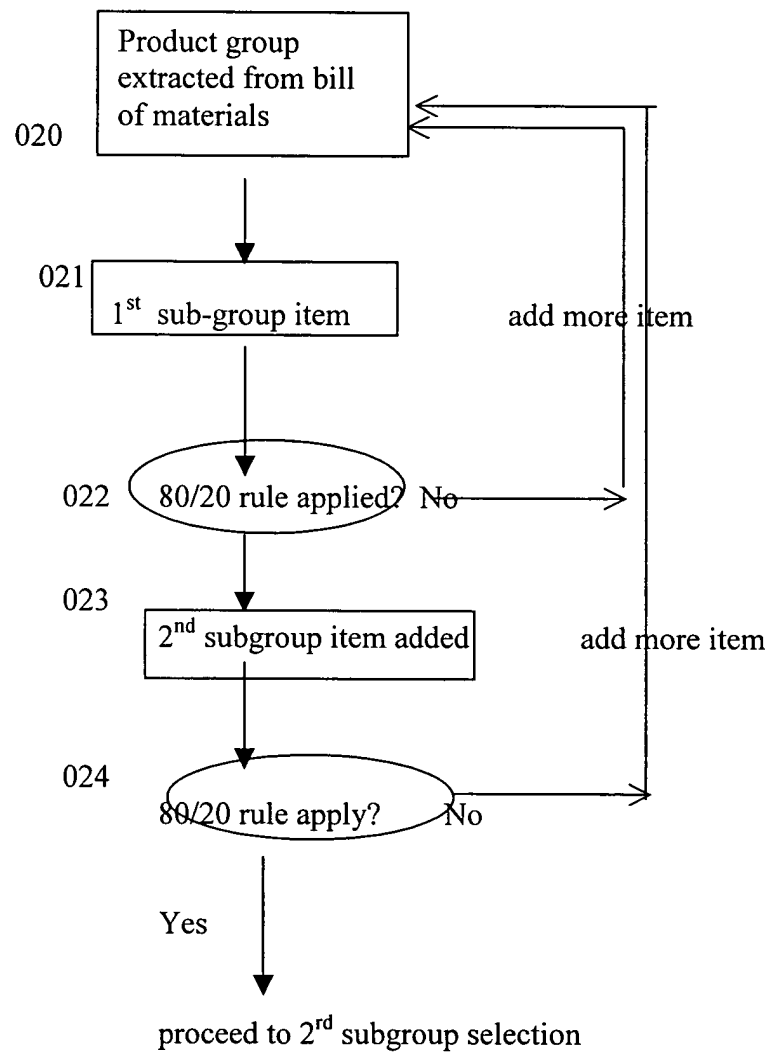 Product group
extracted from bill
of materials
020
021
1st sub-group item
add more item
022
80/20 rule applied? No
023
2nd subgroup item added
add more item
024
80/20 rule apply? No
Yes
proceed to 2rd subgroup selection